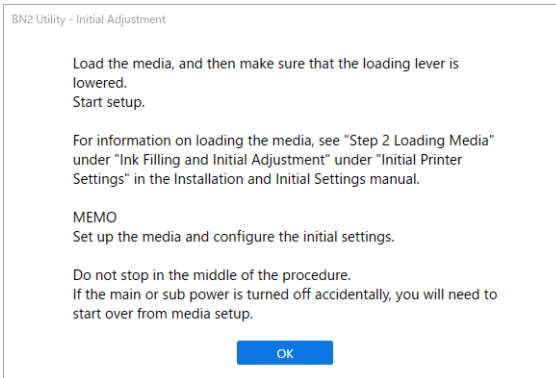 BN2 Utility - Initial Adjustment
Load the media, and then make sure that the loading lever is
lowered.
Start setup.
For information on loading the media, see "Step 2 Loading Media"
under "Ink Filling and Initial Adjustment" under "Initial Printer
Settings" in the Installation and Initial Settings manual.
MEMO
Set up the media and configure the initial settings.
Do not stop in the middle of the procedure.
If the main or sub power is turned off accidentally, you will need to
start over from media setup.
OK